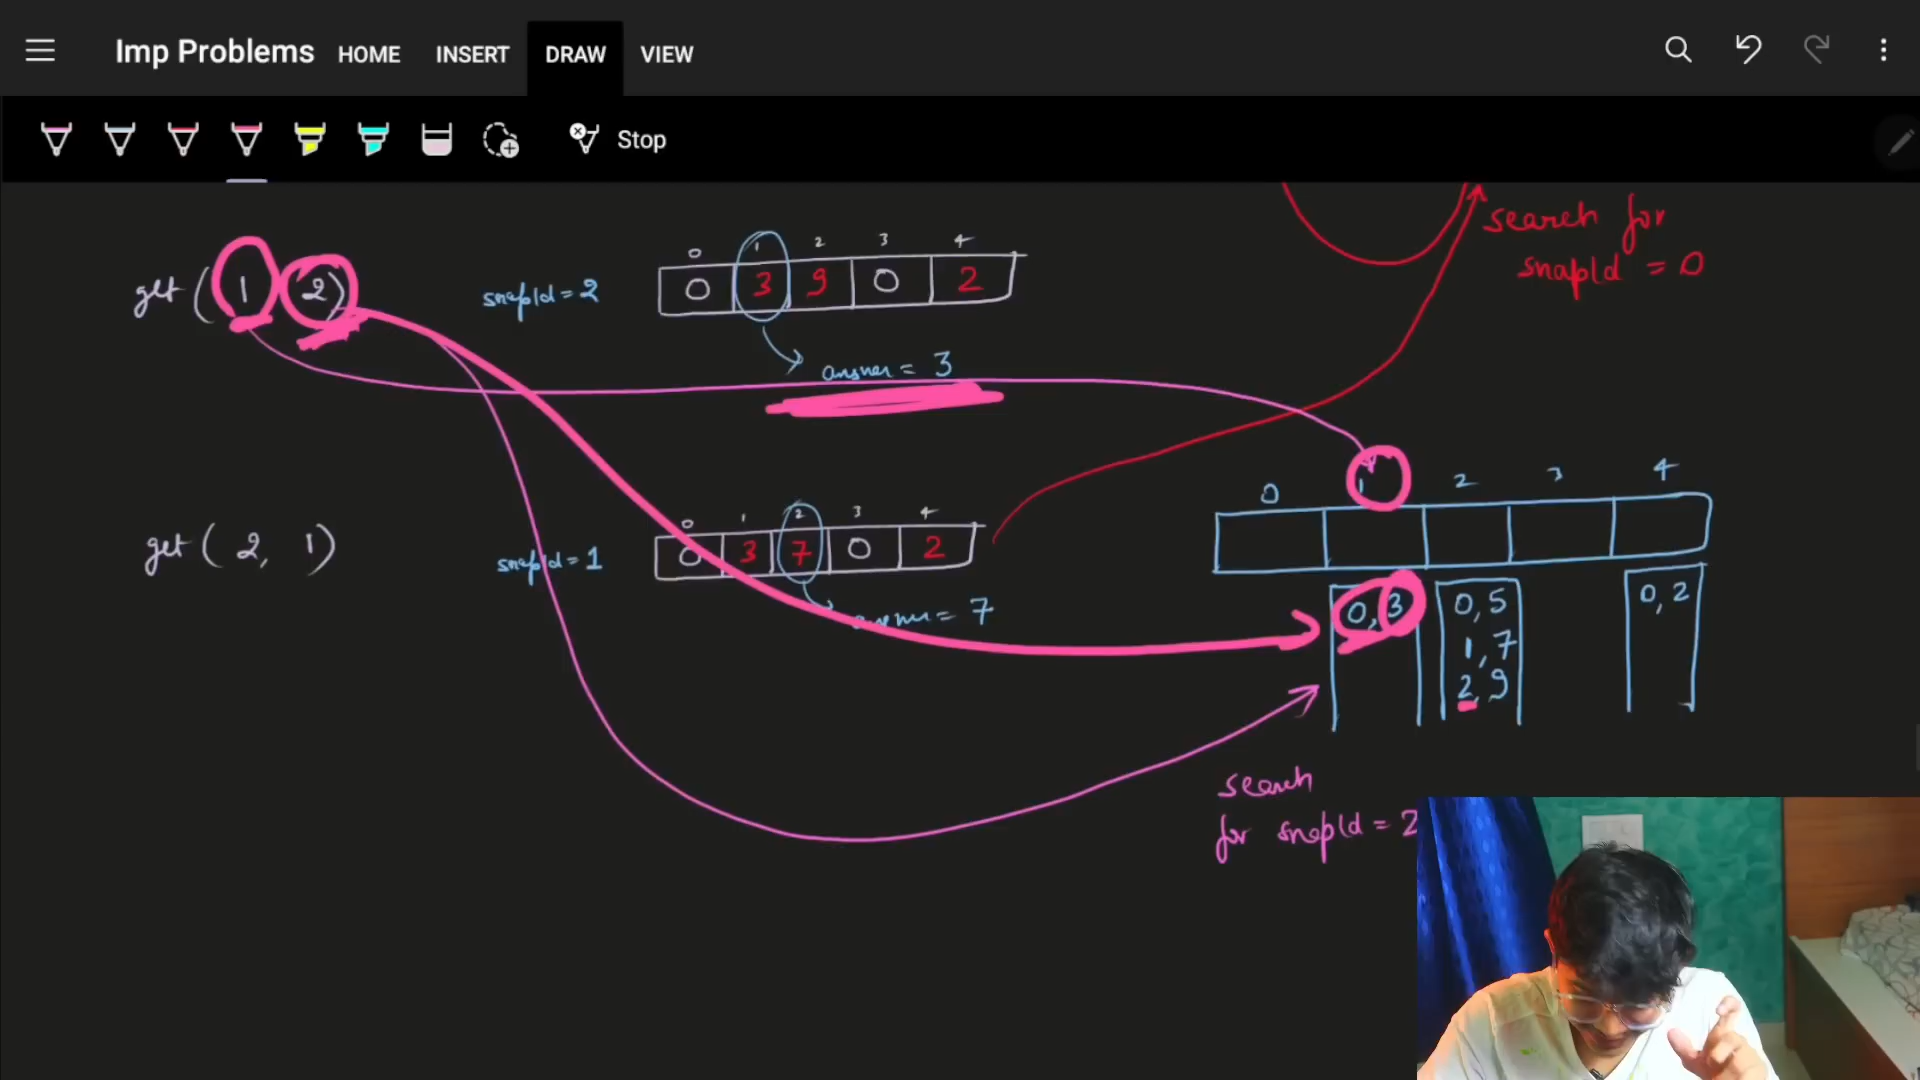 Imp Problems HOME INSERT DRAW VIEW
Stop
search for
snapId = 0
get ( 1, 2)
snapId = 2
0 1 2 3 4
0 3 9 0 2
answer = 3
get ( 2, 1)
snapId = 1
0 1 2 3 4
0 3 7 0 2
answer = 7
0 1 2 3 4
0, 3 0, 5 0, 2
1, 7
2, 9
search
for snapId = 2